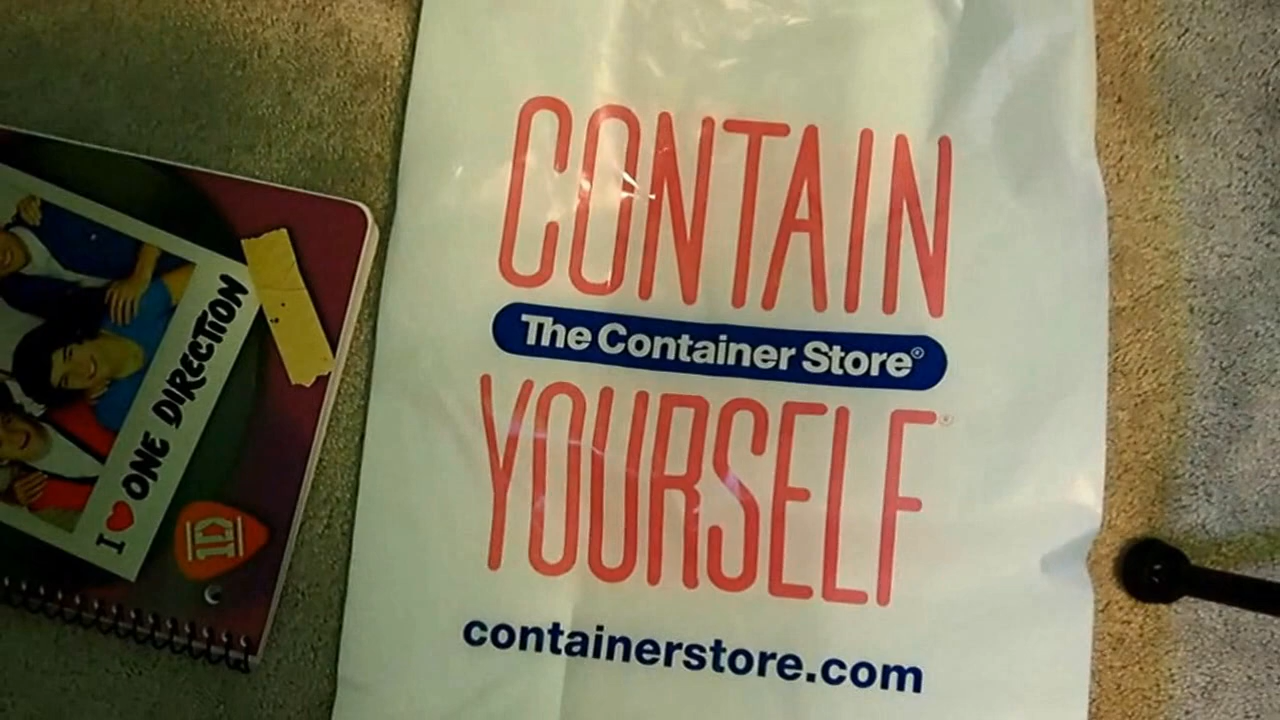 I ❤ ONE DIRECTION
1D
CONTAIN
The Container Store®
YOURSELF®
containerstore.com